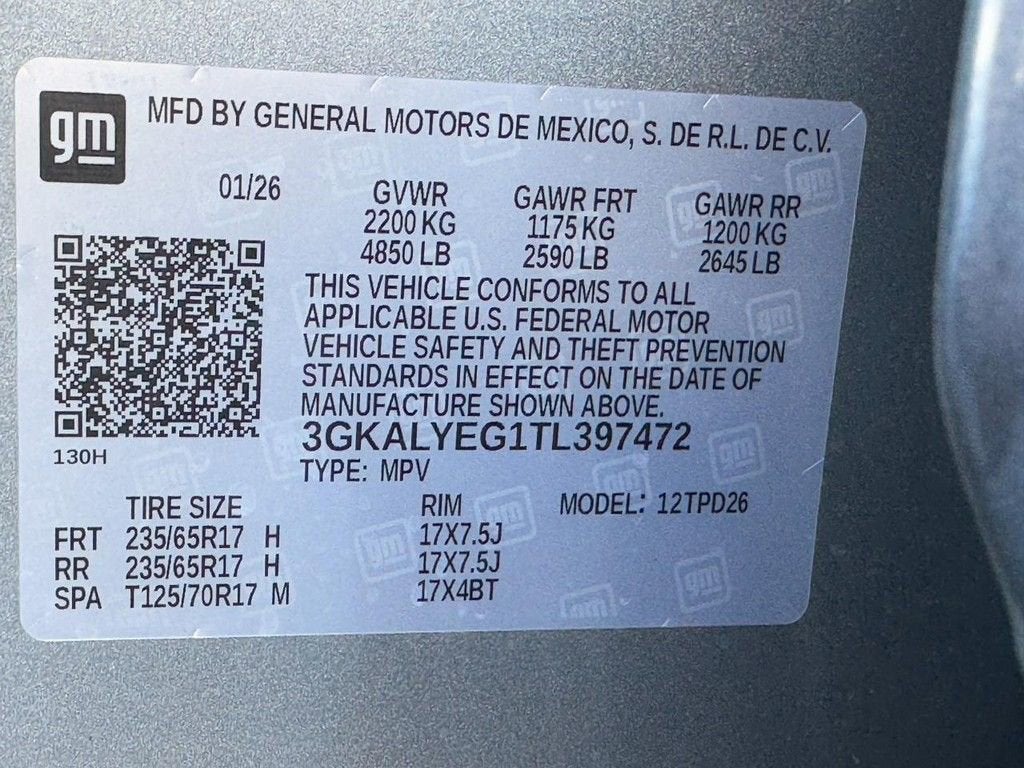 gm
MFD BY GENERAL MOTORS DE MEXICO, S. DE R.L. DE C.V.
01/26 GVWR GAWR FRT GAWR RR
2200 KG 1175 KG 1200 KG
4850 LB 2590 LB 2645 LB
THIS VEHICLE CONFORMS TO ALL
APPLICABLE U.S. FEDERAL MOTOR
VEHICLE SAFETY AND THEFT PREVENTION
STANDARDS IN EFFECT ON THE DATE OF
MANUFACTURE SHOWN ABOVE.
3GKALYEG1TL397472
130H
TYPE: MPV
TIRE SIZE RIM MODEL: 12TPD26
FRT 235/65R17 H 17X7.5J
RR 235/65R17 H 17X7.5J
SPA T125/70R17 M 17X4BT